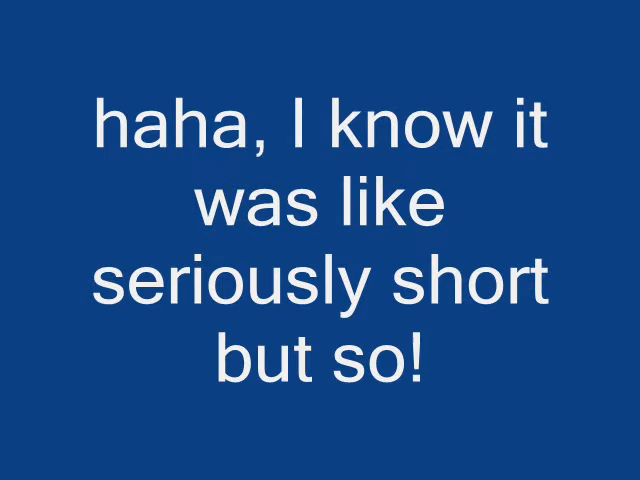 haha, I know it
was like
seriously short
but so!